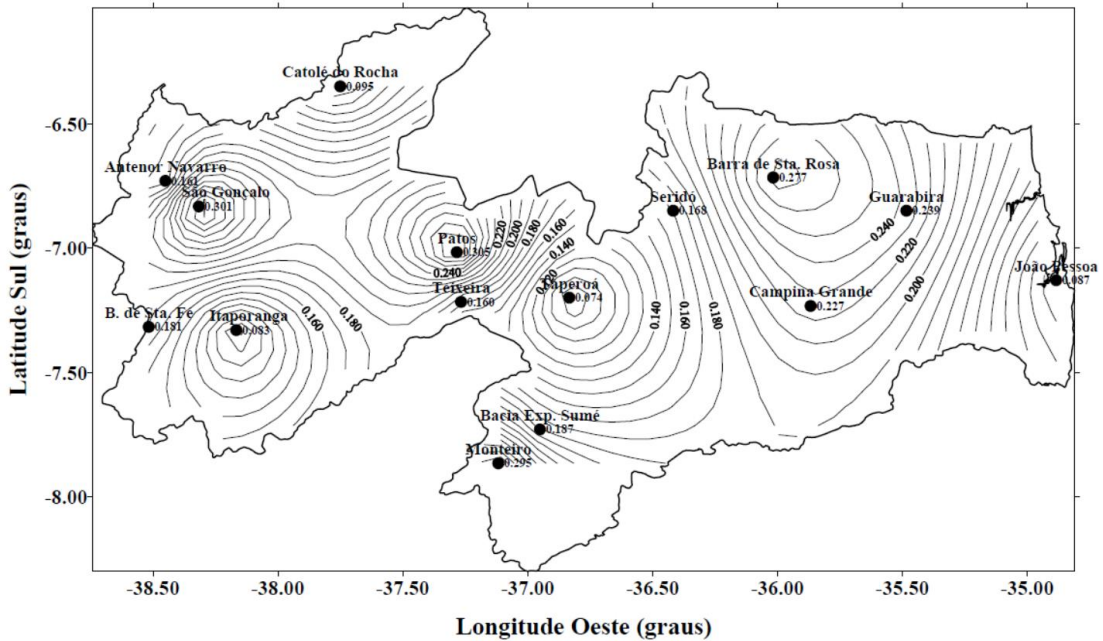 Catolé do Rocha
0.095
-6.50
Antenor Navarro
0.161
São Gonçalo
0.301
Barra de Sta. Rosa
0.277
Seridó
0.168
Guarabira
0.239
0.240
0.220
0.200
-7.00
Patos
0.305
0.220
0.200
0.180
0.160
0.140
0.120
0.240
Teixeira
0.160
Taperoá
0.074
João Pessoa
0.087
Campina Grande
0.227
B. de Sta. Fé
0.181
Itaporanga
0.083
0.160
0.180
0.140
0.160
0.180
-7.50
Bacia Exp. Sumé
0.187
Monteiro
0.295
-8.00
Latitude Sul (graus)
-38.50 -38.00 -37.50 -37.00 -36.50 -36.00 -35.50 -35.00
Longitude Oeste (graus)